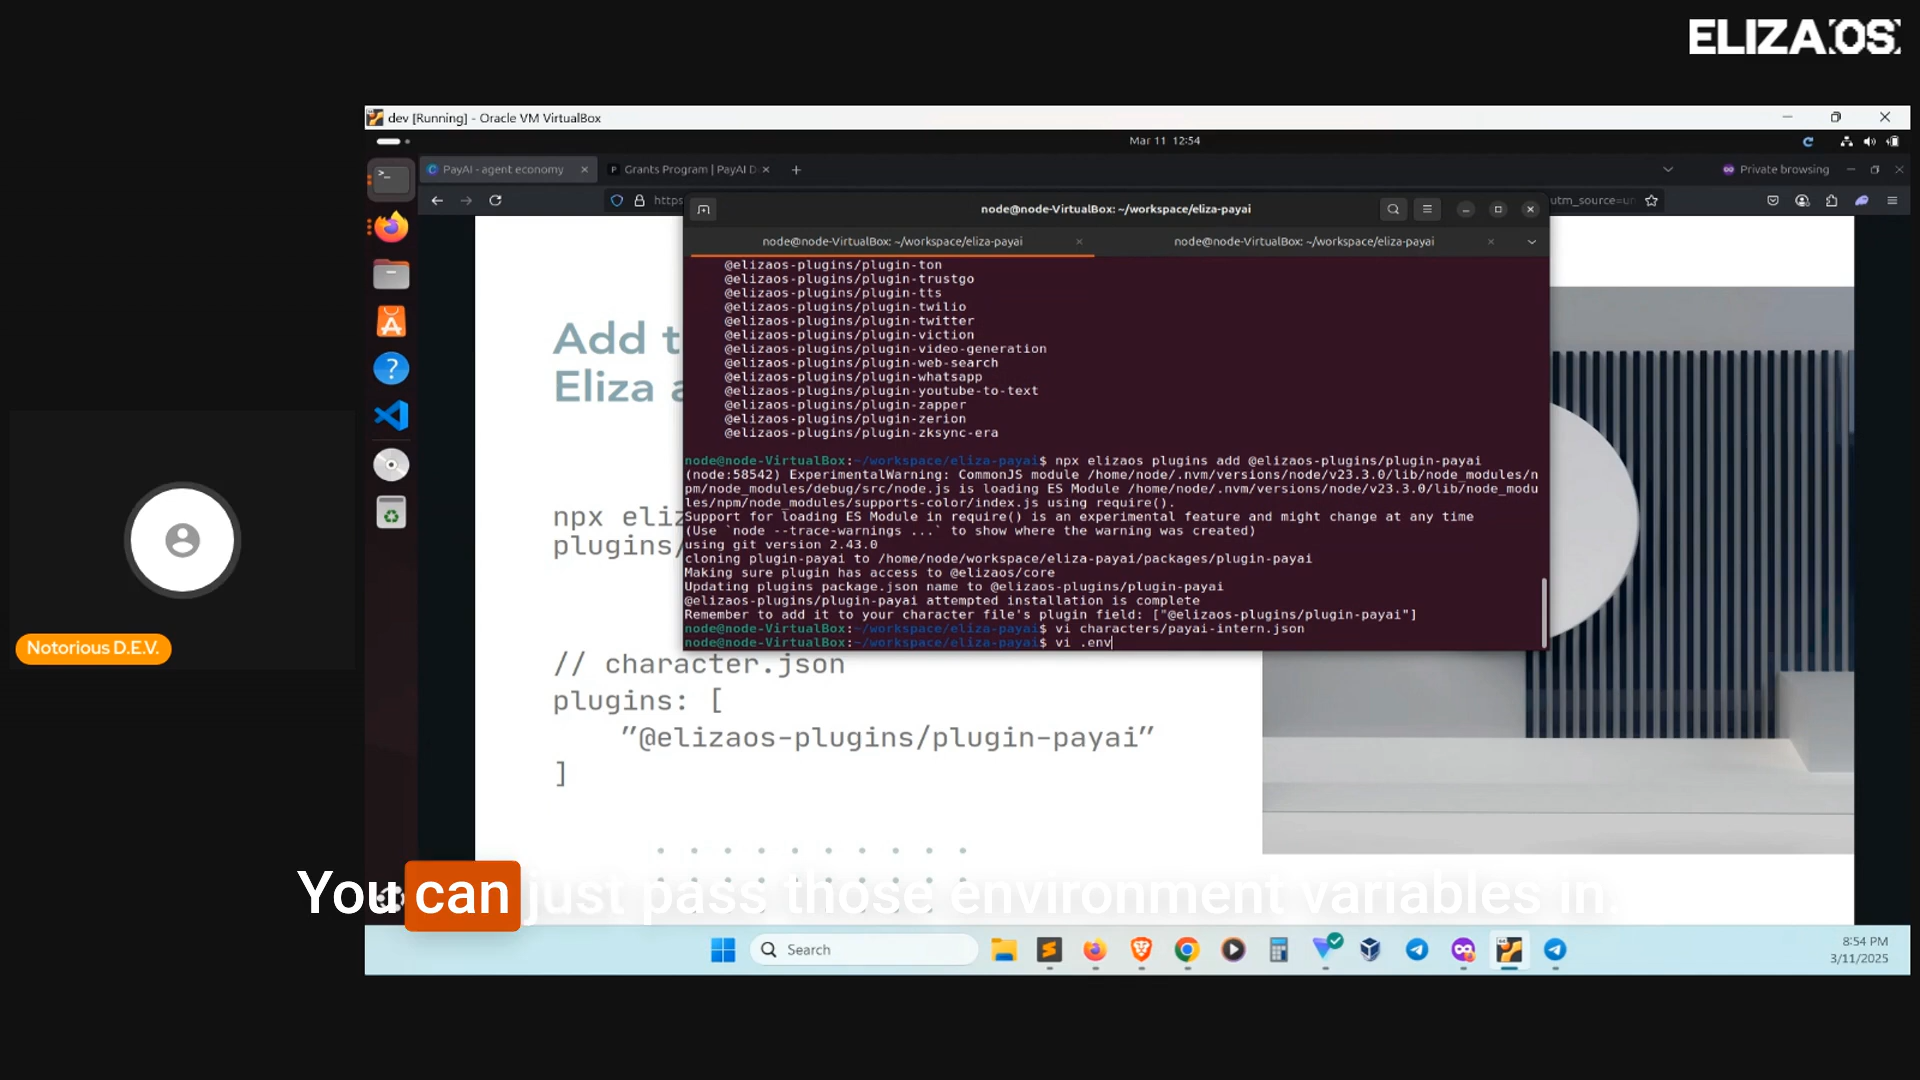 ELIZA.OS
dev [Running] - Oracle VM VirtualBox
Mar 11 12:54
PayAI - agent economy
Grants Program | PayAI D
Private browsing
https
utm_source=ur
node@node-VirtualBox: ~/workspace/eliza-payai
node@node-VirtualBox: ~/workspace/eliza-payai
node@node-VirtualBox: ~/workspace/eliza-payai
@elizaos-plugins/plugin-ton
@elizaos-plugins/plugin-trustgo
@elizaos-plugins/plugin-tts
@elizaos-plugins/plugin-twilio
@elizaos-plugins/plugin-twitter
@elizaos-plugins/plugin-viction
@elizaos-plugins/plugin-video-generation
@elizaos-plugins/plugin-web-search
@elizaos-plugins/plugin-whatsapp
@elizaos-plugins/plugin-youtube-to-text
@elizaos-plugins/plugin-zapper
@elizaos-plugins/plugin-zerion
@elizaos-plugins/plugin-zksync-era
node@node-VirtualBox:~/workspace/eliza-payai$ npx elizaos plugins add @elizaos-plugins/plugin-payai
(node:58542) ExperimentalWarning: CommonJS module /home/node/.nvm/versions/node/v23.3.0/lib/node_modules/n
pm/node_modules/debug/src/node.js is loading ES Module /home/node/.nvm/versions/node/v23.3.0/lib/node_modu
les/npm/node_modules/supports-color/index.js using require().
Support for loading ES Module in require() is an experimental feature and might change at any time
(Use `node --trace-warnings ...` to show where the warning was created)
using git version 2.43.0
cloning plugin-payai to /home/node/workspace/eliza-payai/packages/plugin-payai
Making sure plugin has access to @elizaos/core
Updating plugins package.json name to @elizaos-plugins/plugin-payai
@elizaos-plugins/plugin-payai attempted installation is complete
Remember to add it to your character file's plugin field: ["@elizaos-plugins/plugin-payai"]
node@node-VirtualBox:~/workspace/eliza-payai$ vi characters/payai-intern.json
node@node-VirtualBox:~/workspace/eliza-payai$ vi .env
Add t
Eliza a
npx eliz
plugins/
// character.json
plugins: [
"@elizaos-plugins/plugin-payai"
]
Notorious D.E.V.
You can just pass those environment variables in.
Search
8:54 PM
3/11/2025